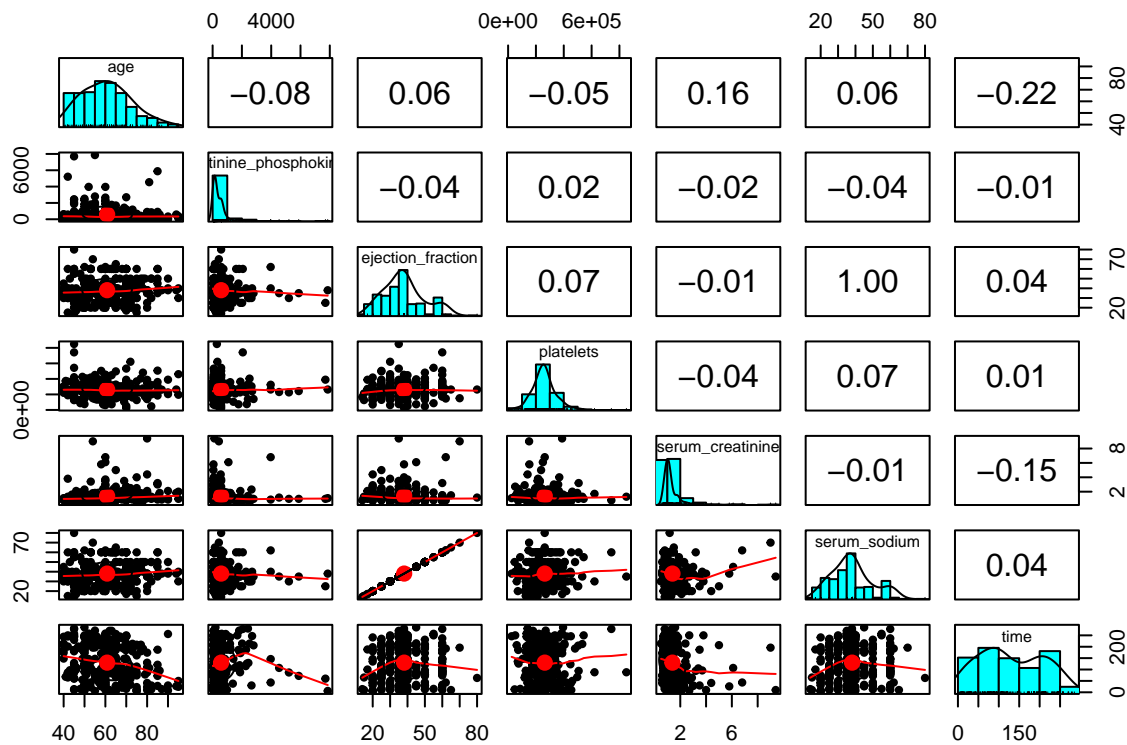 0 4000 0e+00 6e+05 20 40 60 80
age −0.08 0.06 −0.05 0.16 0.06 −0.22 40 80
0 6000 tinine_phosphokin −0.04 0.02 −0.02 −0.04 −0.01
ejection_fraction 0.07 −0.01 1.00 0.04 20 70
0e+00 platelets −0.04 0.07 0.01
serum_creatinine −0.01 −0.15 2 8
20 70 serum_sodium 0.04
time 0 200
40 60 80 20 40 60 80 2 6 0 150